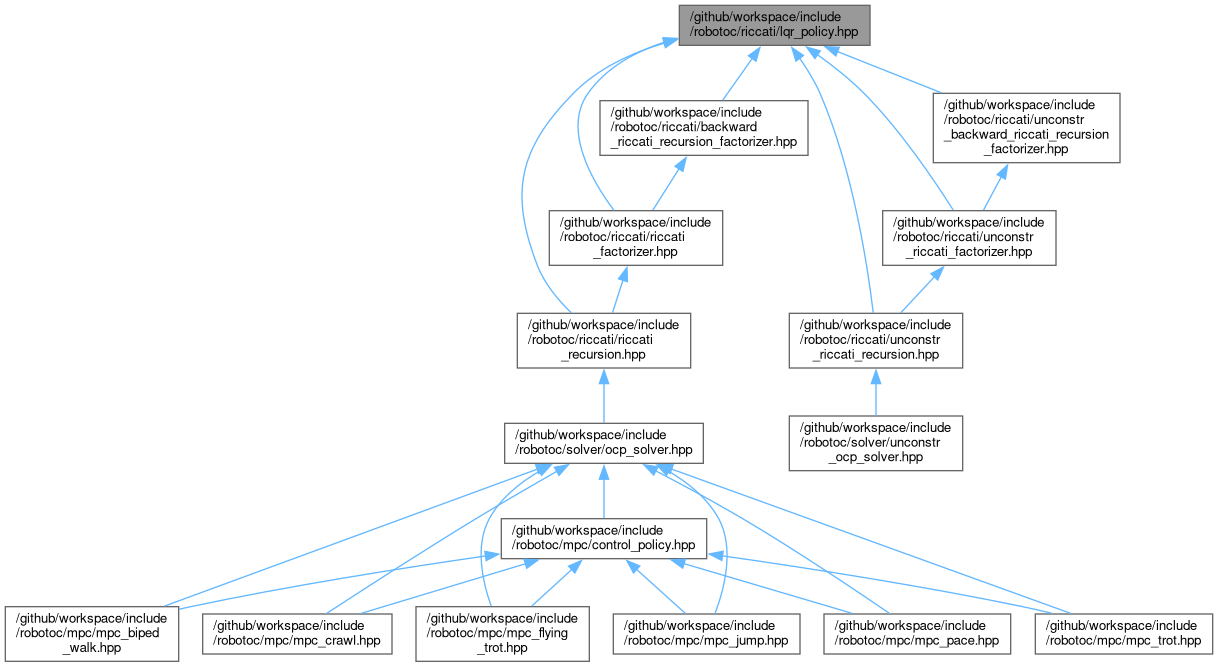 /github/workspace/include
/robotoc/riccati/lqr_policy.hpp
/github/workspace/include
/robotoc/riccati/backward
_riccati_recursion_factorizer.hpp
/github/workspace/include
/robotoc/riccati/unconstr
_backward_riccati_recursion
_factorizer.hpp
/github/workspace/include
/robotoc/riccati/riccati
_factorizer.hpp
/github/workspace/include
/robotoc/riccati/unconstr
_riccati_factorizer.hpp
/github/workspace/include
/robotoc/riccati/riccati
_recursion.hpp
/github/workspace/include
/robotoc/riccati/unconstr
_riccati_recursion.hpp
/github/workspace/include
/robotoc/solver/ocp_solver.hpp
/github/workspace/include
/robotoc/solver/unconstr
_ocp_solver.hpp
/github/workspace/include
/robotoc/mpc/control_policy.hpp
/github/workspace/include
/robotoc/mpc/mpc_biped
_walk.hpp
/github/workspace/include
/robotoc/mpc/mpc_crawl.hpp
/github/workspace/include
/robotoc/mpc/mpc_flying
_trot.hpp
/github/workspace/include
/robotoc/mpc/mpc_jump.hpp
/github/workspace/include
/robotoc/mpc/mpc_pace.hpp
/github/workspace/include
/robotoc/mpc/mpc_trot.hpp